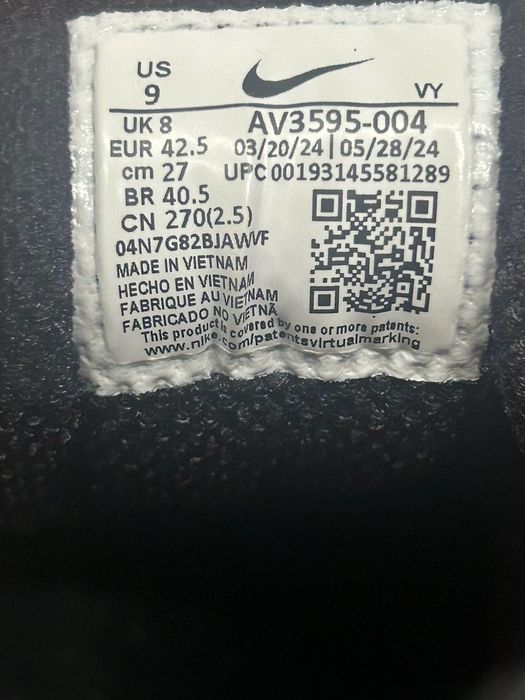 US
9
VY
UK 8
AV3595-004
EUR 42.5
03/20/24 | 05/28/24
cm 27
UPC 00193145581289
BR 40.5
CN 270(2.5)
04N7G82BJAWVF
MADE IN VIETNAM
HECHO EN VIETNAM
FABRIQUE AU VIETNAM
FABRICADO NO VIETNÃ
This product is covered by one or more patents:
www.nike.com/patentsvirtualmarking